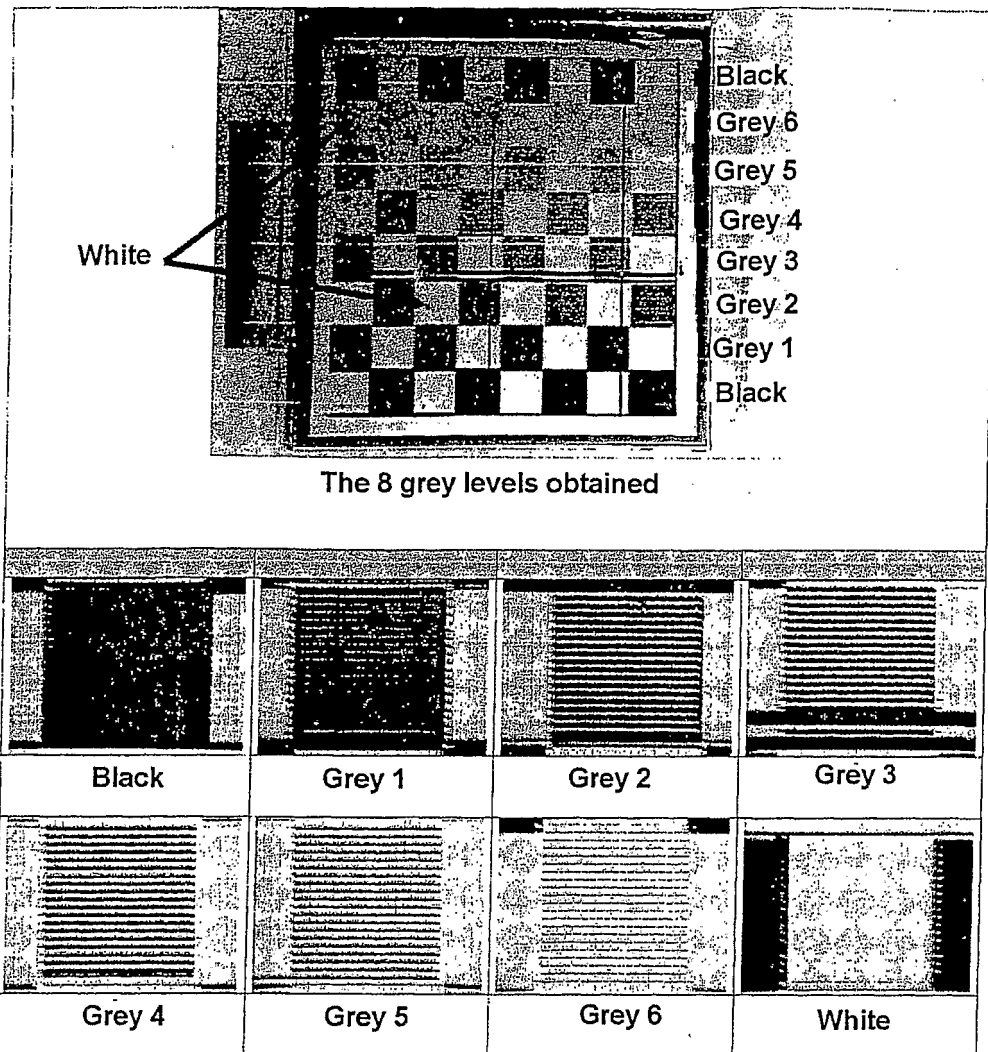 Black
Grey 6
Grey 5
Grey 4
White
Grey 3
Grey 2
Grey 1
Black
The 8 grey levels obtained
Black Grey 1 Grey 2 Grey 3
Grey 4 Grey 5 Grey 6 White